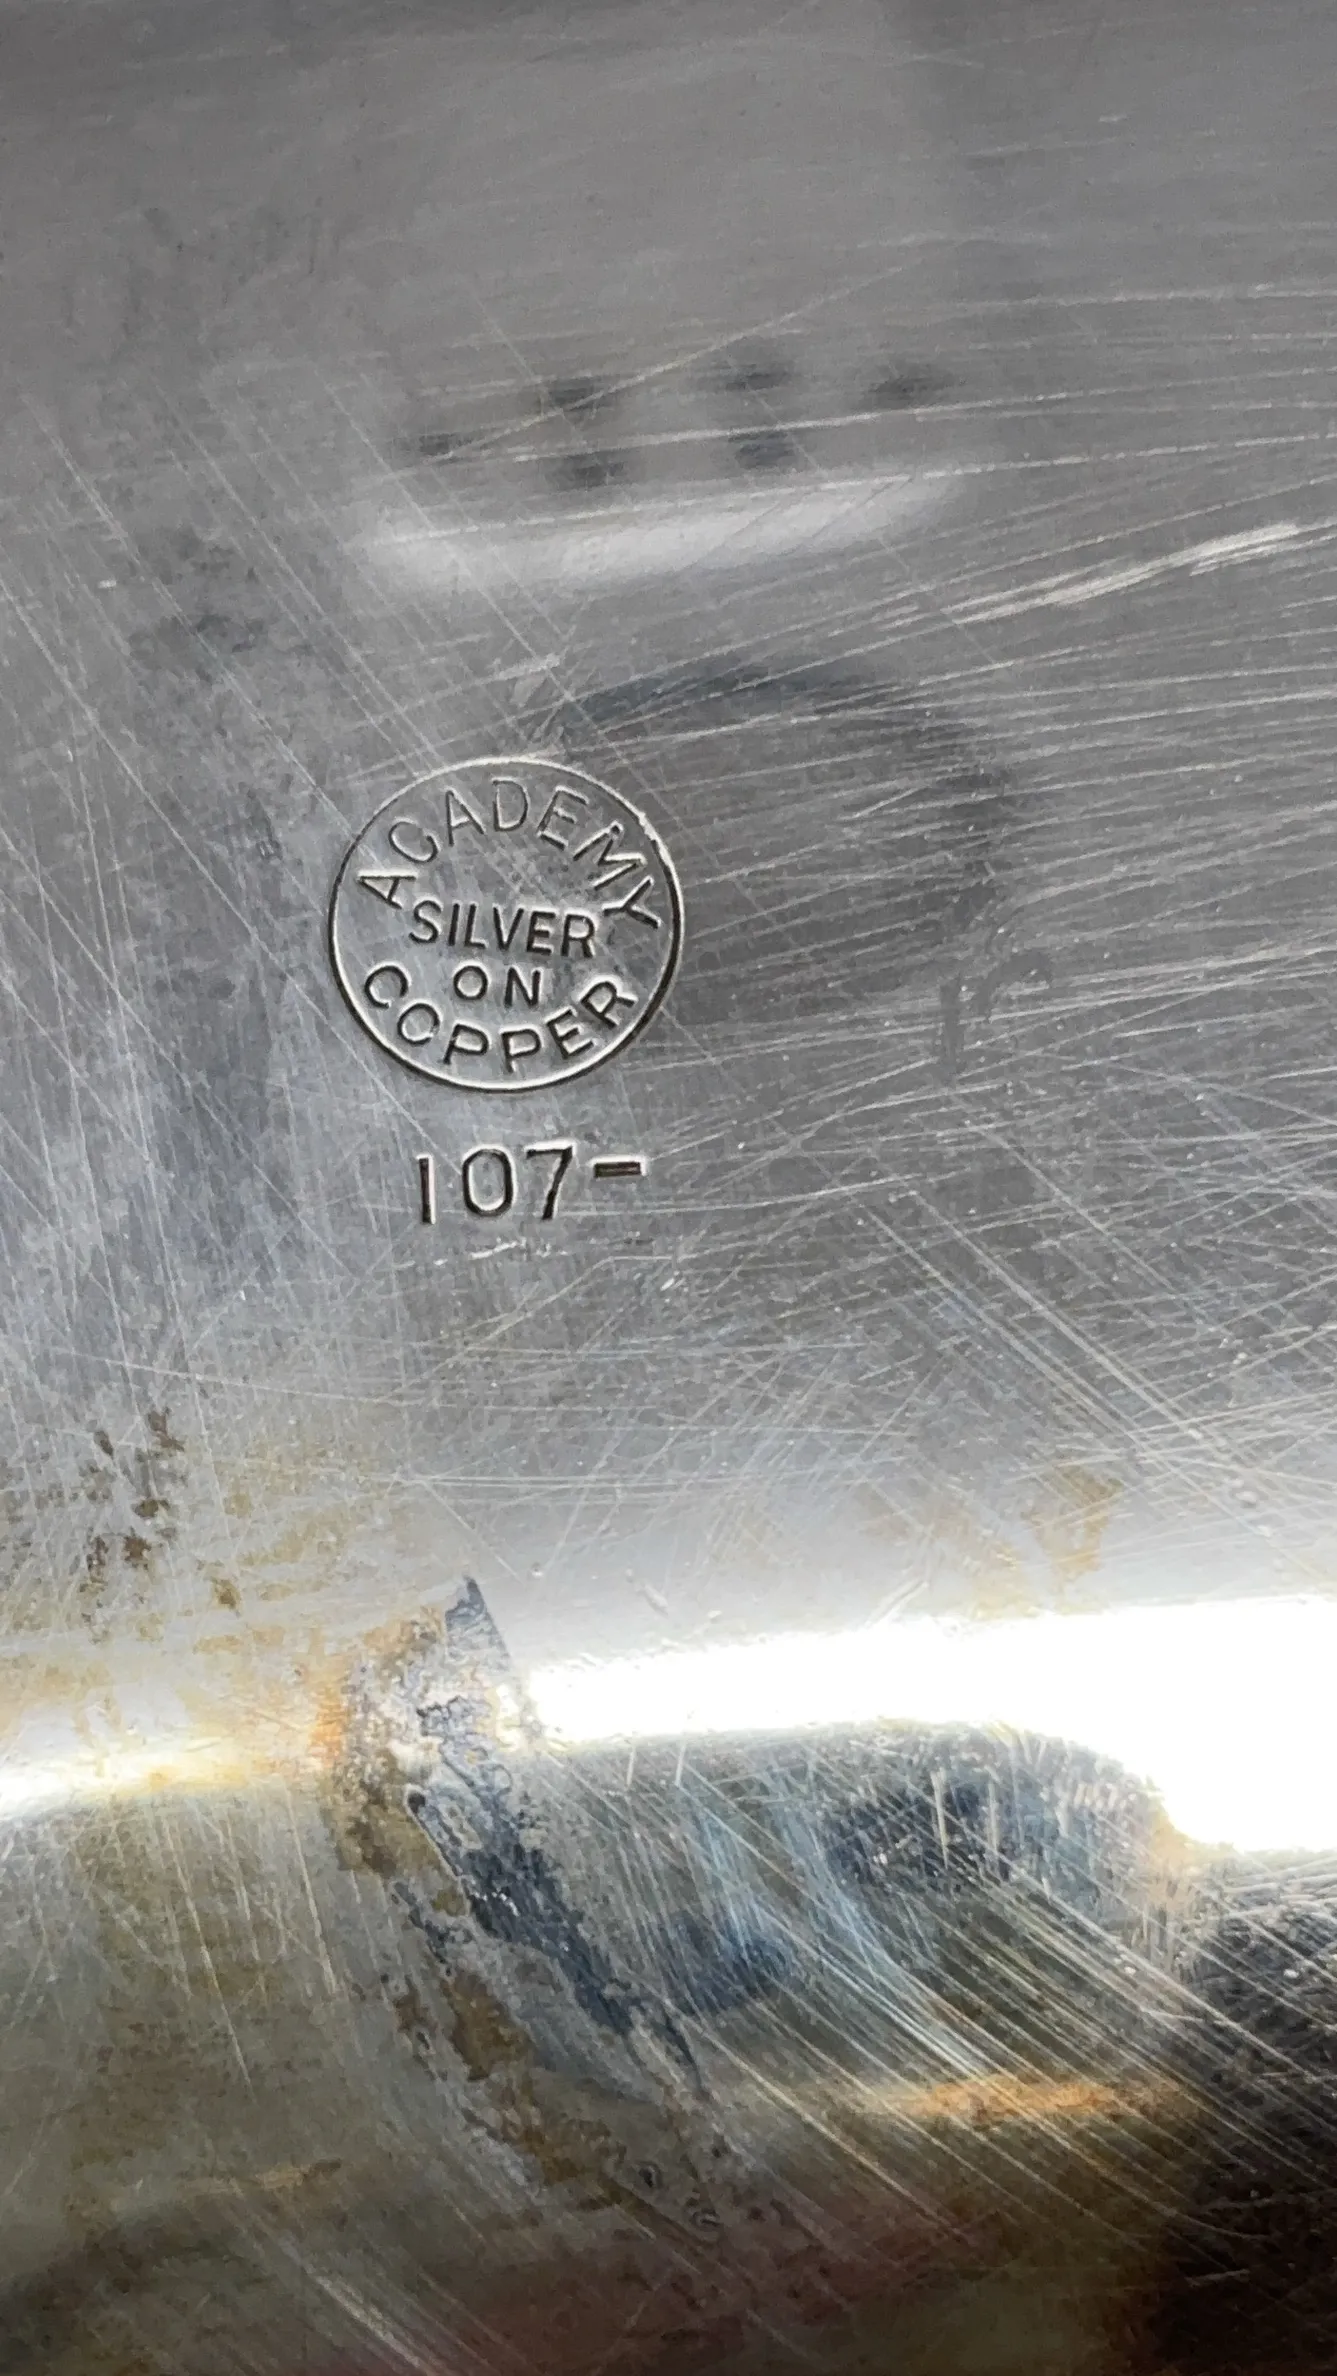 ACADEMY
SILVER
ON
COPPER
107-